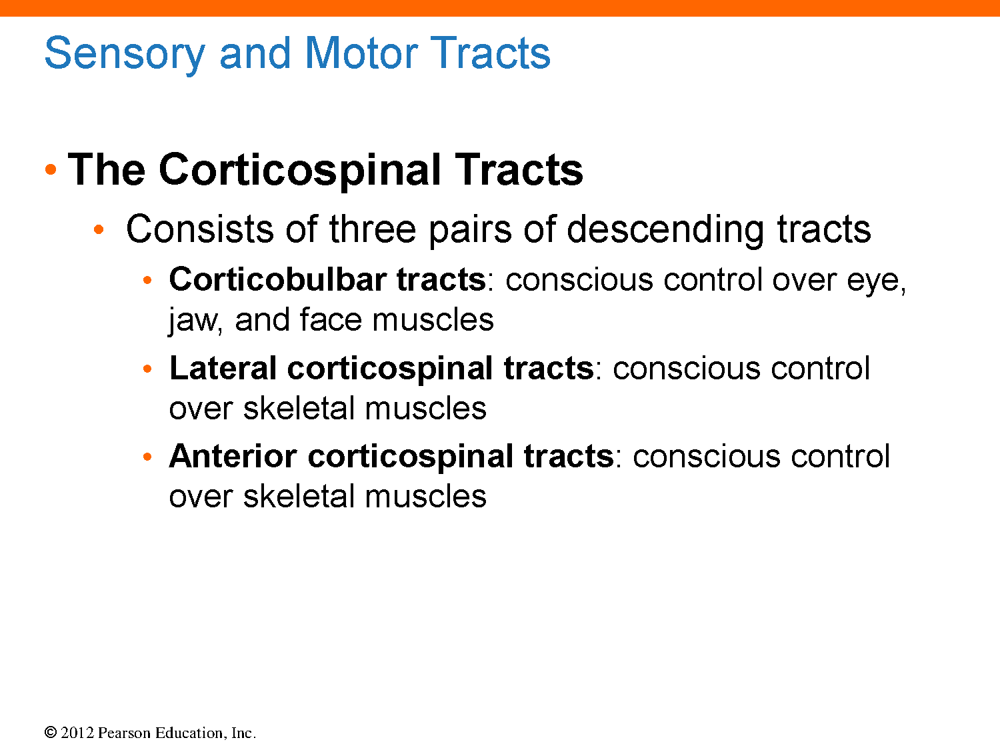 Sensory and Motor Tracts
• The Corticospinal Tracts
• Consists of three pairs of descending tracts
• Corticobulbar tracts: conscious control over eye,
jaw, and face muscles
• Lateral corticospinal tracts: conscious control
over skeletal muscles
• Anterior corticospinal tracts: conscious control
over skeletal muscles
© 2012 Pearson Education, Inc.